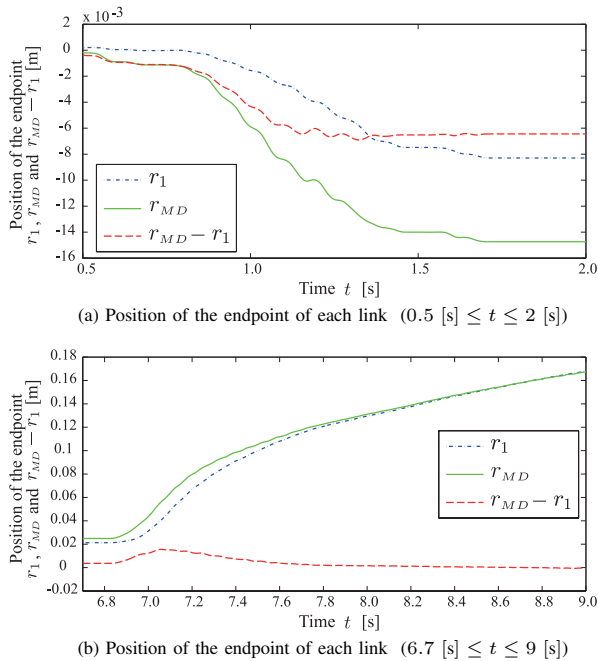 × 10 -3
2
0
-2
-4
-6
-8
-10
-12
-14
-16
Position of the endpoint
r1, rMD and rMD − r1 [m]
r1
rMD
rMD − r1
0.5 1.0 1.5 2.0
Time t [s]
(a) Position of the endpoint of each link (0.5 [s] ≤ t ≤ 2 [s])
0.18
0.16
0.14
0.12
0.1
0.08
0.06
0.04
0.02
0
-0.02
Position of the endpoint
r1, rMD and rMD − r1 [m]
r1
rMD
rMD − r1
6.8 7.0 7.2 7.4 7.6 7.8 8.0 8.2 8.4 8.6 8.8 9.0
Time t [s]
(b) Position of the endpoint of each link (6.7 [s] ≤ t ≤ 9 [s])